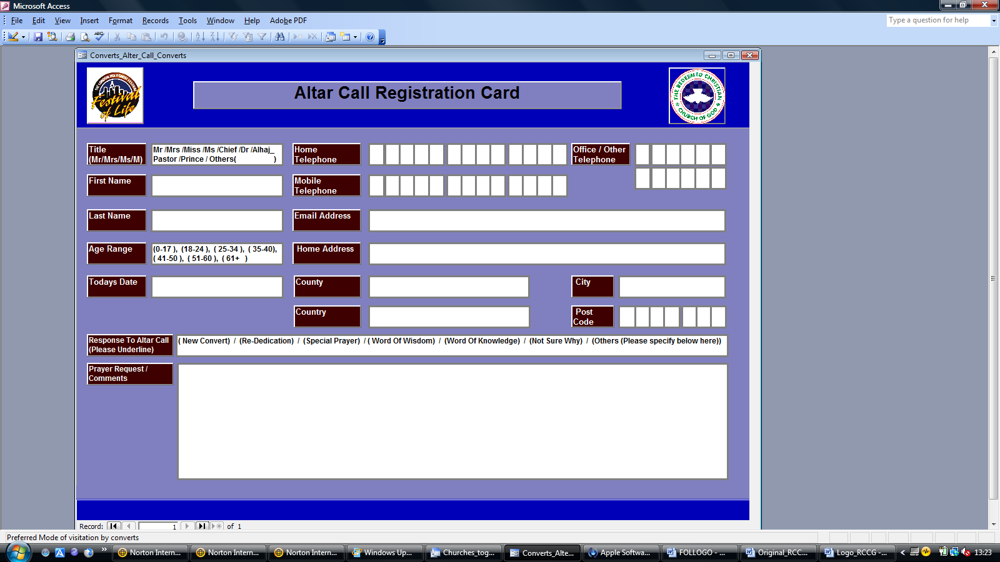 Microsoft Access
File Edit View Insert Format Records Tools Window Help Adobe PDF
Type a question for help
Converts_Alter_Call_Converts
THE LONDON HOLY GHOST FESTIVAL
Festival
of Life
Altar Call Registration Card
THE REDEEMED CHRISTIAN
CHURCH OF GOD
Title
(Mr/Mrs/Ms/M)
Mr /Mrs /Miss /Ms /Chief /Dr /Alhaj_
Pastor /Prince / Others( )
Home
Telephone
Office / Other
Telephone
First Name
Mobile
Telephone
Last Name
Email Address
Age Range
(0-17 ), (18-24 ), ( 25-34 ), ( 35-40),
( 41-50 ), ( 51-60 ), ( 61+ )
Home Address
Todays Date
County
City
Country
Post
Code
Response To Altar Call
(Please Underline)
( New Convert) / (Re-Dedication) / (Special Prayer) / ( Word Of Wisdom) / (Word Of Knowledge) / (Not Sure Why) / (Others (Please specify below here))
Prayer Request /
Comments
Record: 1 of 1
Preferred Mode of visitation by converts
Norton Intern...
Norton Intern...
Norton Intern...
Windows Up...
Churches_tog...
Converts_Alte...
Apple Softwa...
FOLLOGO - ...
Original_RCC...
Logo_RCCG -...
13:23